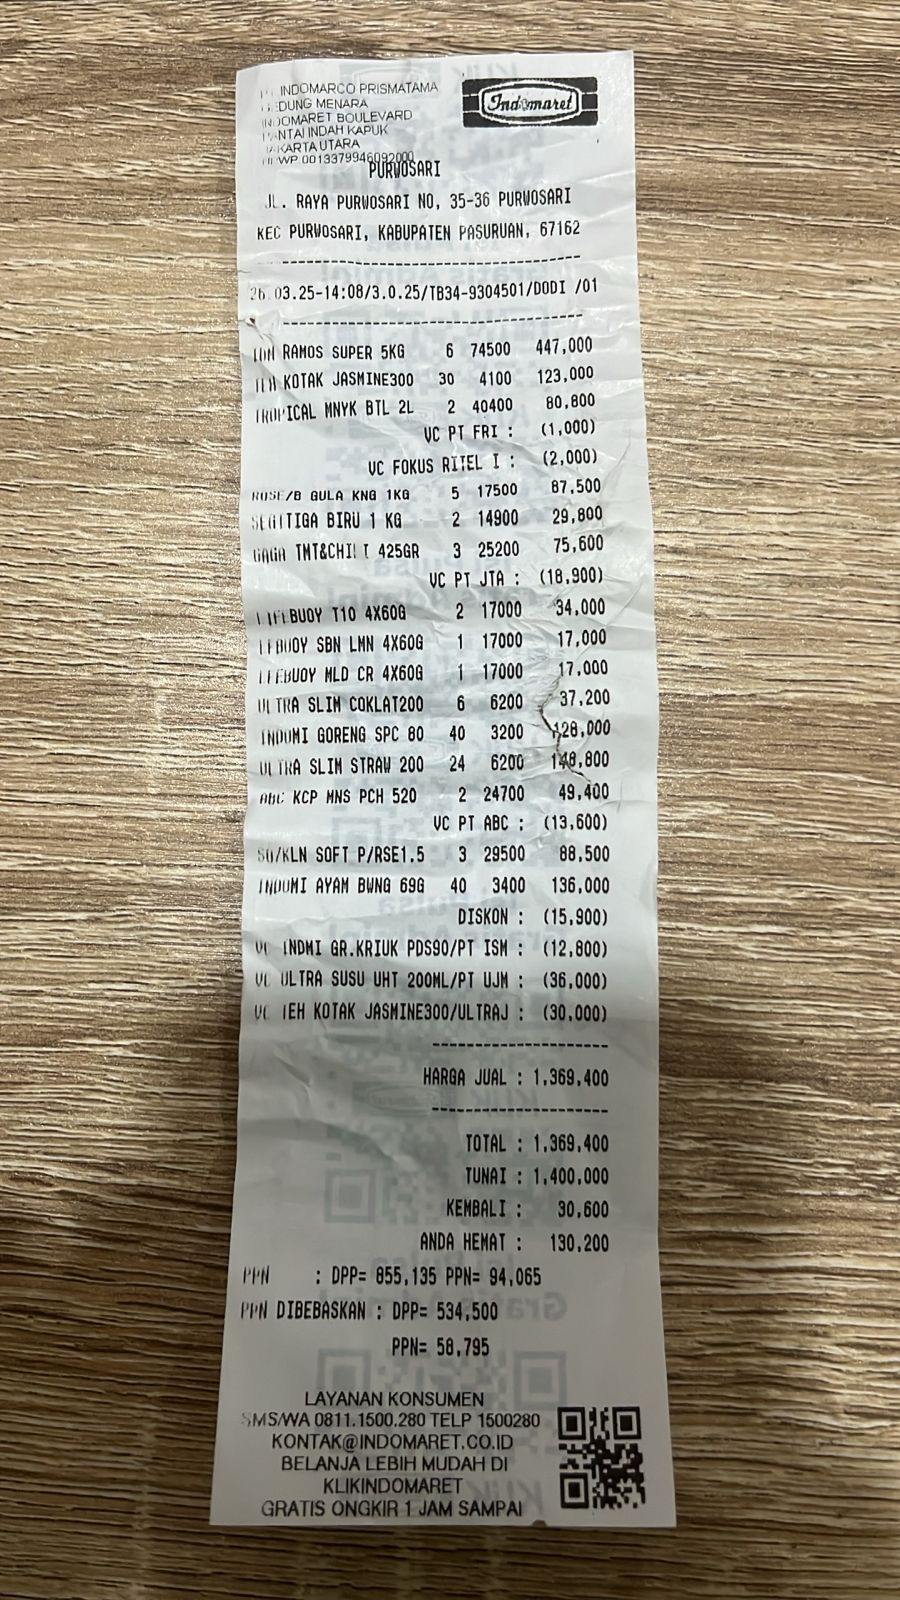 INDOMARCO PRISMATAMA
GEDUNG MENARA
INDOMARET BOULEVARD
PANTAI INDAH KAPUK
JAKARTA UTARA
NPWP 0013379946092000
Indomaret
PURWOSARI
JL. RAYA PURWOSARI NO, 35-36 PURWOSARI
KEC PURWOSARI, KABUPATEN PASURUAN, 67162
26.03.25-14:08/3.0.25/TB34-9304501/DODI /01
RAMOS SUPER 5KG 6 74500 447,000
TEH KOTAK JASMINE300 30 4100 123,000
TROPICAL MNYK BTL 2L 2 40400 80,800
VC PT FRI : (1,000)
VC FOKUS RITEL I : (2,000)
ROSE/B GULA KNG 1KG 5 17500 87,500
SEGITIGA BIRU 1 KG 2 14900 29,800
GAGA TMT&CHILI 425GR 3 25200 75,600
VC PT JTA : (18,900)
LIFEBUOY T10 4X60G 2 17000 34,000
LFBUOY SBN LMN 4X60G 1 17000 17,000
LFEBUOY MLD CR 4X60G 1 17000 17,000
ULTRA SLIM COKLAT200 6 6200 37,200
INDOMI GORENG SPC 80 40 3200 128,000
ULTRA SLIM STRAW 200 24 6200 148,800
ABC KCP MNS PCH 520 2 24700 49,400
VC PT ABC : (13,600)
SO/KLN SOFT P/RSE1.5 3 29500 88,500
INDOMI AYAM BWNG 69G 40 3400 136,000
DISKON : (15,900)
VC INDMI GR.KRIUK PDS90/PT ISM : (12,800)
VC ULTRA SUSU UHT 200ML/PT UJM : (36,000)
VC TEH KOTAK JASMINE300/ULTRAJ : (30,000)
HARGA JUAL : 1,369,400
TOTAL : 1,369,400
TUNAI : 1,400,000
KEMBALI : 30,600
ANDA HEMAT : 130,200
PPN : DPP= 855,135 PPN= 94,065
PPN DIBEBASKAN : DPP= 534,500
PPN= 58,795
LAYANAN KONSUMEN
SMS/WA 0811.1500.280 TELP 1500280
KONTAK@INDOMARET.CO.ID
BELANJA LEBIH MUDAH DI
KLIKINDOMARET
GRATIS ONGKIR 1 JAM SAMPAI